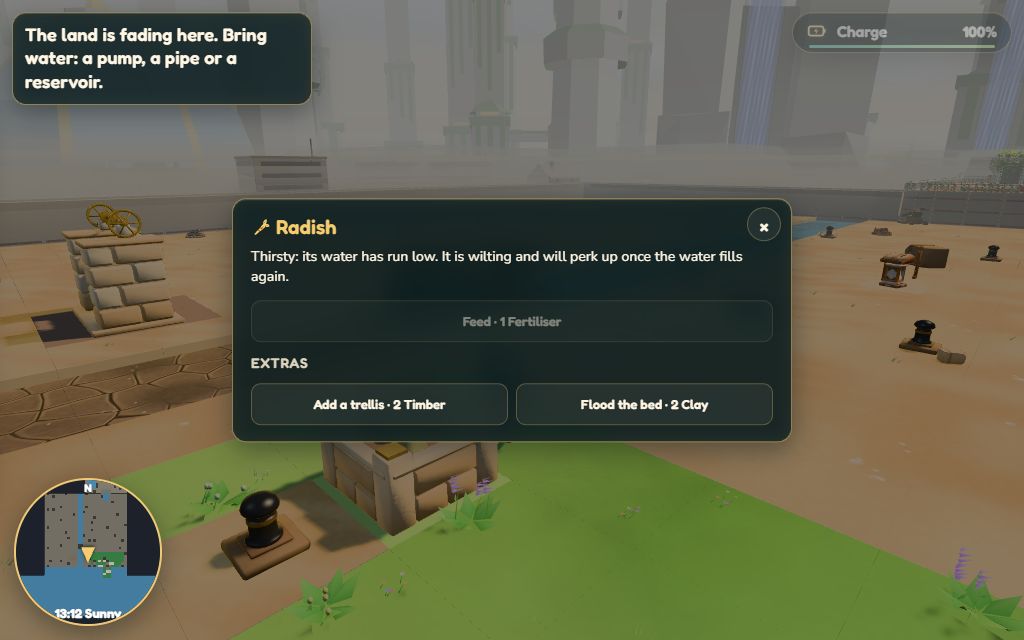 The land is fading here. Bring
water: a pump, a pipe or a
reservoir.
Charge 100%
Radish
Thirsty: its water has run low. It is wilting and will perk up once the water fills
again.
Feed · 1 Fertiliser
EXTRAS
Add a trellis · 2 Timber
Flood the bed · 2 Clay
N
13:12 Sunny